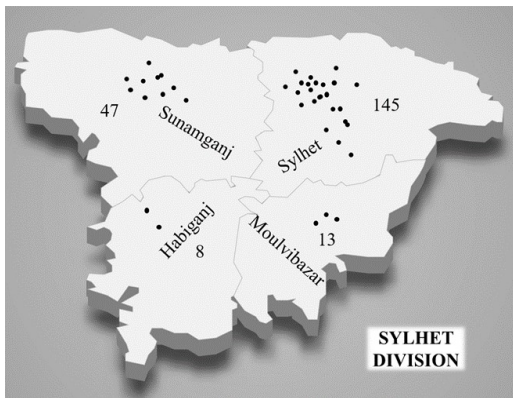 47
Sunamganj
145
Sylhet
Habiganj
8
Moulvibazar
13
SYLHET
DIVISION